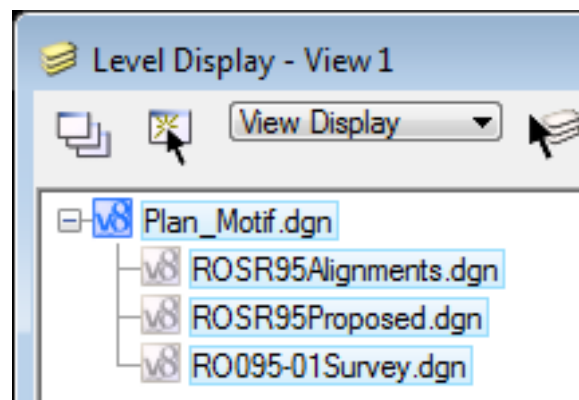 Level Display - View 1
View Display
v8 Plan_Motif.dgn
v8 ROSR95Alignments.dgn
v8 ROSR95Proposed.dgn
v8 RO095-01Survey.dgn